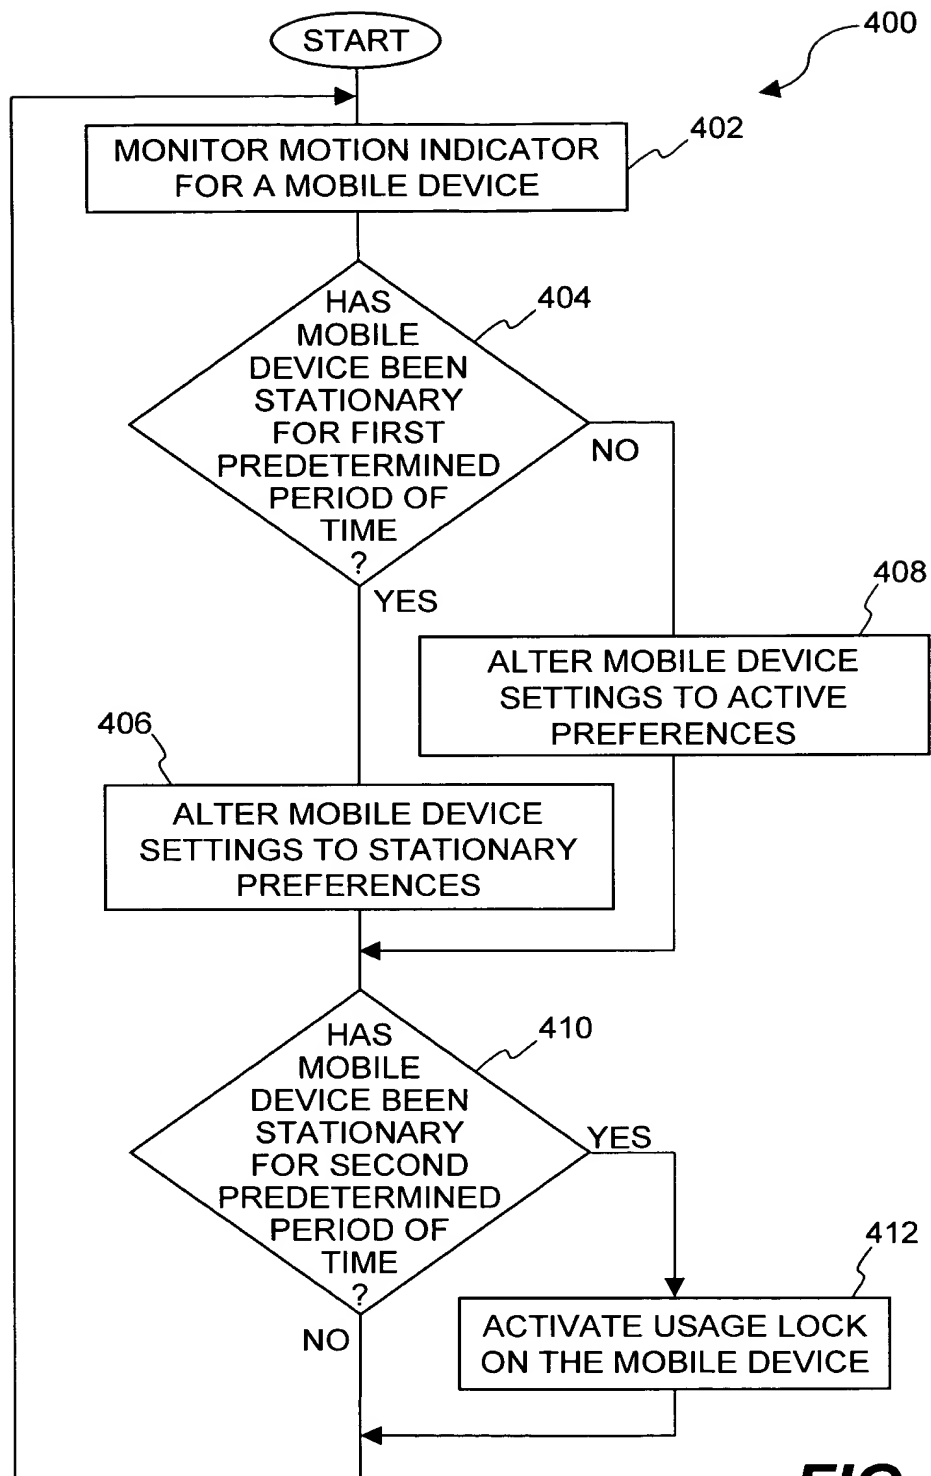 START
400
MONITOR MOTION INDICATOR
FOR A MOBILE DEVICE
402
HAS
MOBILE
DEVICE BEEN
STATIONARY
FOR FIRST
PREDETERMINED
PERIOD OF
TIME
?
404
NO
YES
408
ALTER MOBILE DEVICE
SETTINGS TO ACTIVE
PREFERENCES
406
ALTER MOBILE DEVICE
SETTINGS TO STATIONARY
PREFERENCES
HAS
MOBILE
DEVICE BEEN
STATIONARY
FOR SECOND
PREDETERMINED
PERIOD OF
TIME
?
410
YES
NO
412
ACTIVATE USAGE LOCK
ON THE MOBILE DEVICE